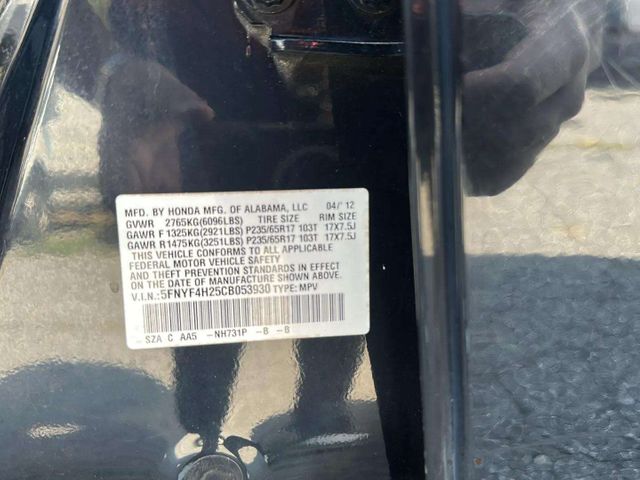 MFD. BY HONDA MFG. OF ALABAMA, LLC 04/'12
GVWR 2765KG(6096LBS) TIRE SIZE RIM SIZE
GAWR F 1325KG(2921LBS) P235/65R17 103T 17X7.5J
GAWR R1475KG(3251LBS) P235/65R17 103T 17X7.5J
THIS VEHICLE CONFORMS TO ALL APPLICABLE
FEDERAL MOTOR VEHICLE SAFETY
AND THEFT PREVENTION STANDARDS IN EFFECT
ON THE DATE OF MANUFACTURE SHOWN ABOVE.
V.I.N.:5FNYF4H25CB053930 TYPE: MPV
- SZA C AA5 -NH731P -B -B